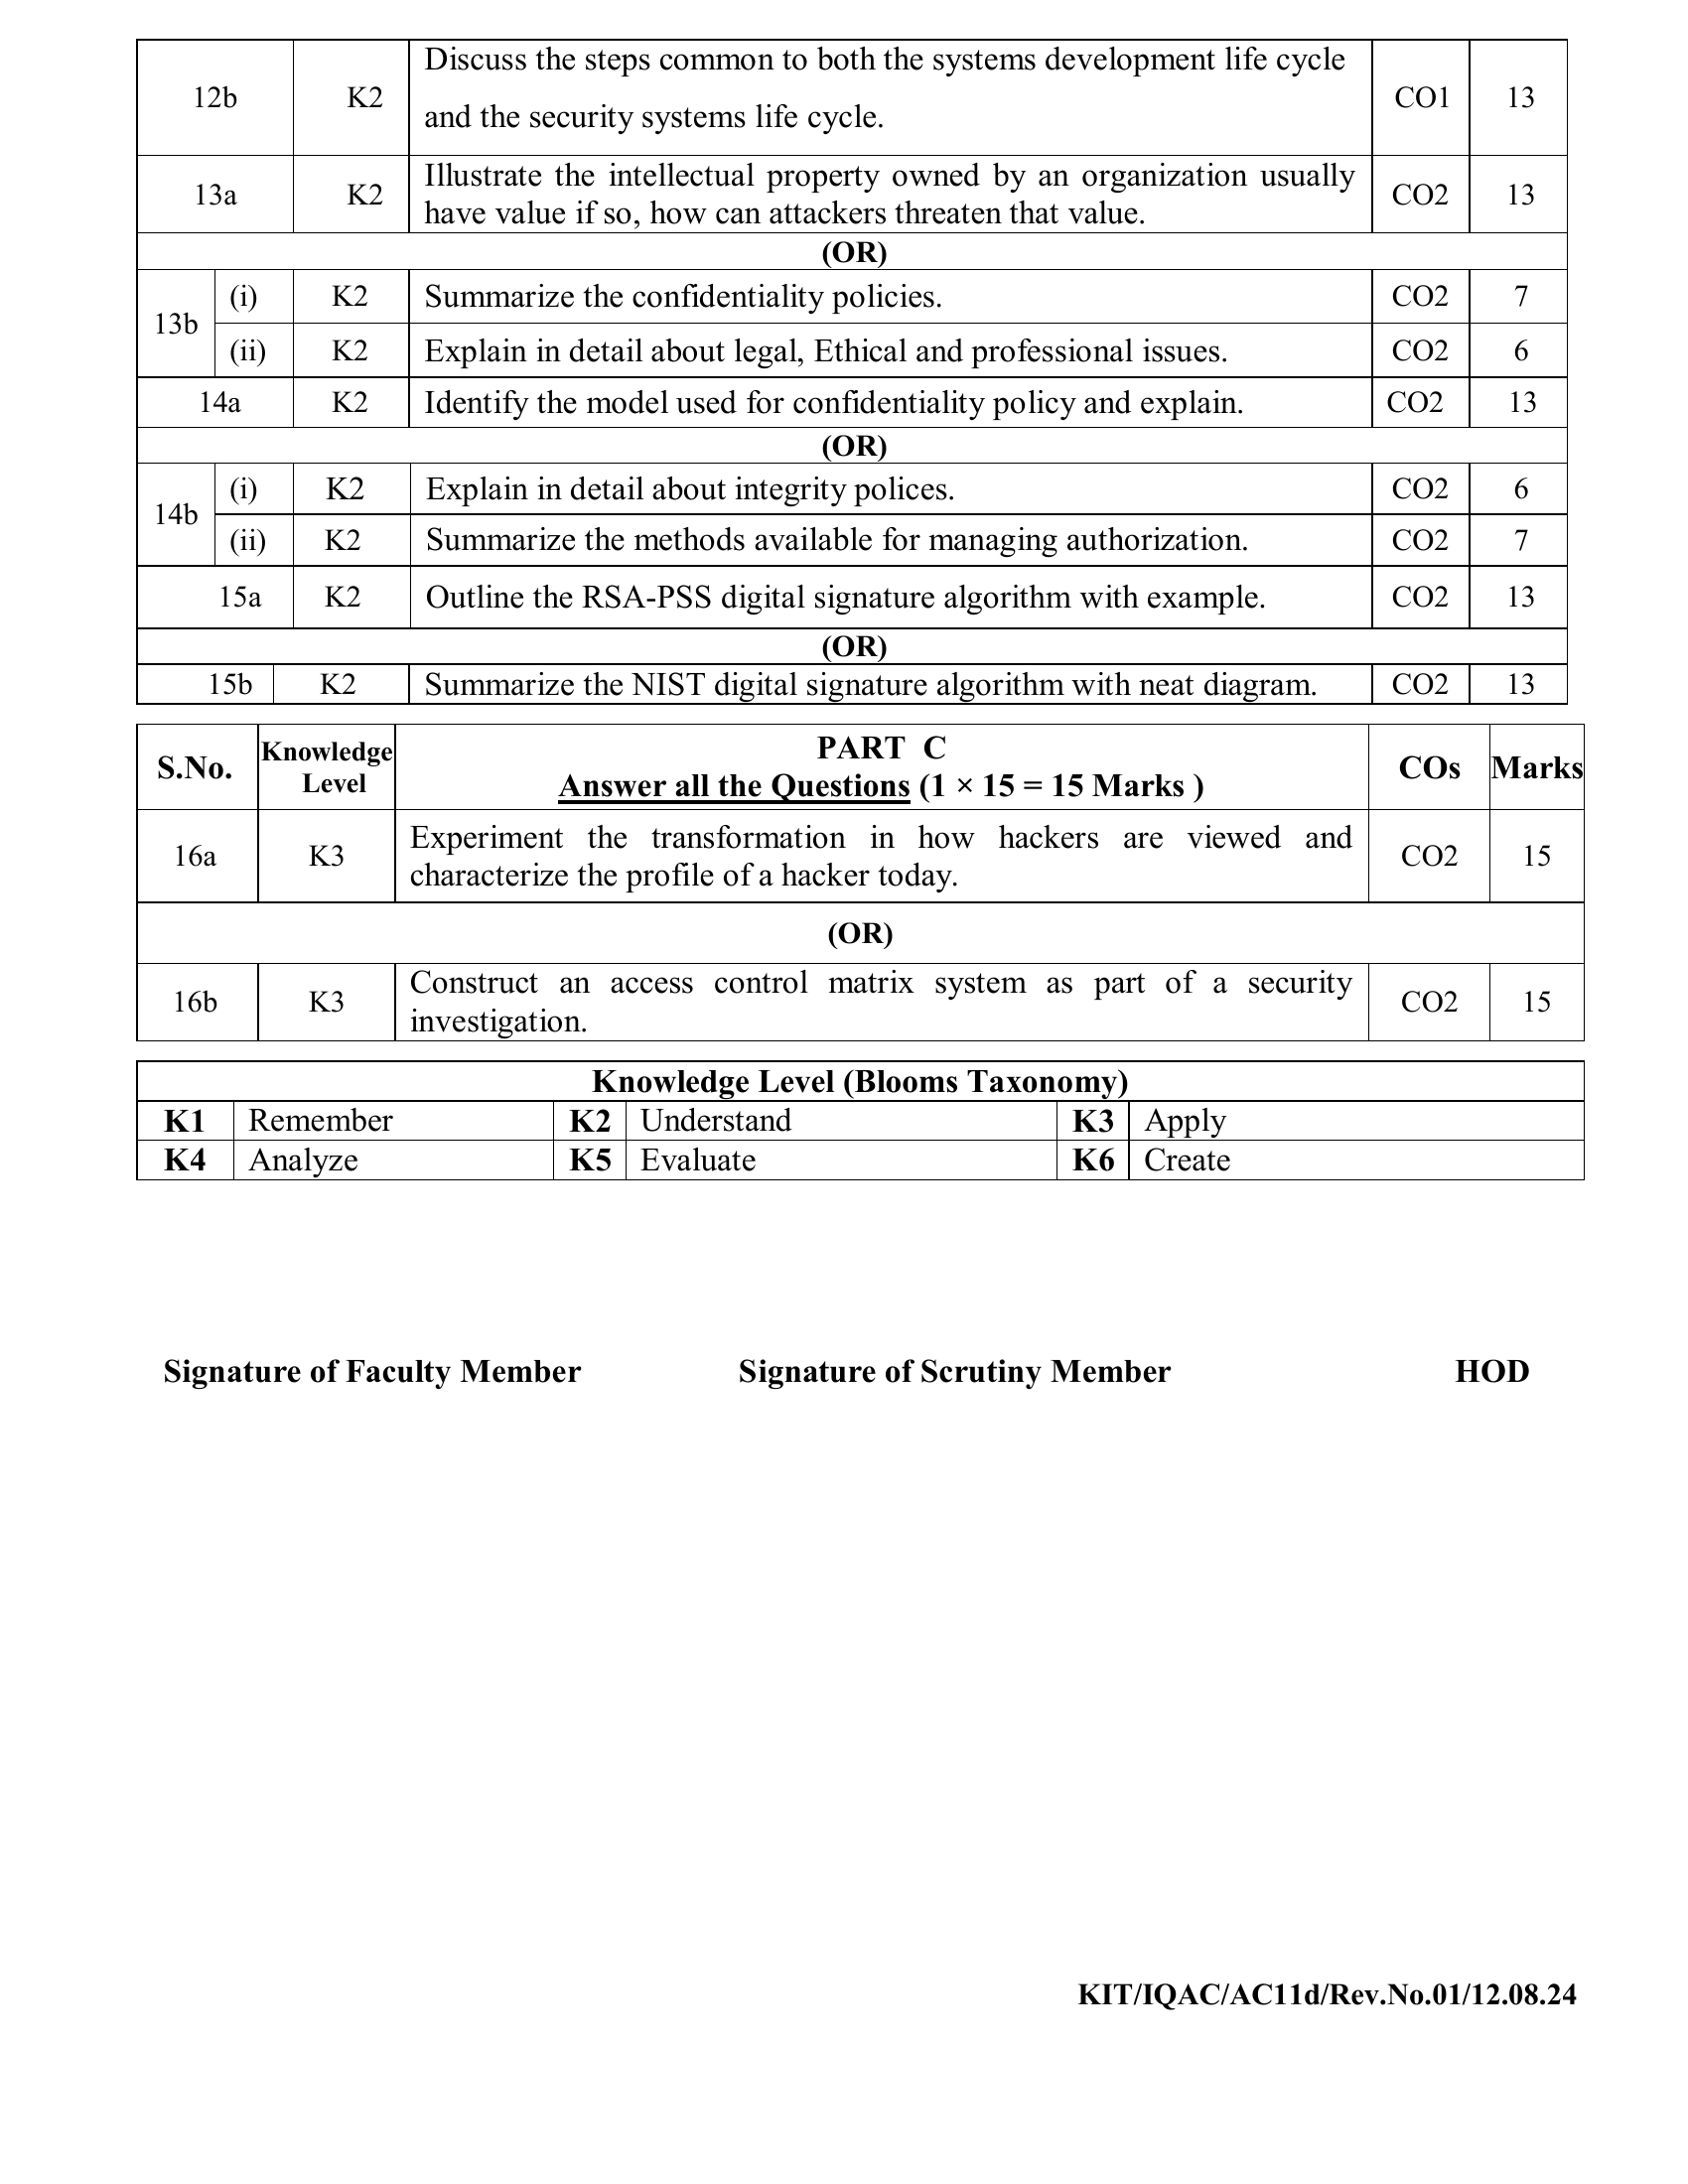 Discuss the steps common to both the systems development life cycle
12b K2 CO1 13
and the security systems life cycle.
Illustrate the intellectual property owned by an organization usually
13a K2 CO2 13
have value if so, how can attackers threaten that value.
(OR)
13b
(i) K2 Summarize the confidentiality policies. CO2 7
(ii) K2 Explain in detail about legal, Ethical and professional issues. CO2 6
14a K2 Identify the model used for confidentiality policy and explain. CO2 13
(OR)
14b
(i) K2 Explain in detail about integrity polices. CO2 6
(ii) K2 Summarize the methods available for managing authorization. CO2 7
15a K2 Outline the RSA-PSS digital signature algorithm with example. CO2 13
(OR)
15b K2 Summarize the NIST digital signature algorithm with neat diagram. CO2 13
S.No. Knowledge Level PART C COs Marks
Answer all the Questions (1 × 15 = 15 Marks )
Experiment the transformation in how hackers are viewed and
16a K3 CO2 15
characterize the profile of a hacker today.
(OR)
Construct an access control matrix system as part of a security
16b K3 CO2 15
investigation.
Knowledge Level (Blooms Taxonomy)
K1 Remember K2 Understand K3 Apply
K4 Analyze K5 Evaluate K6 Create
Signature of Faculty Member Signature of Scrutiny Member HOD
KIT/IQAC/AC11d/Rev.No.01/12.08.24